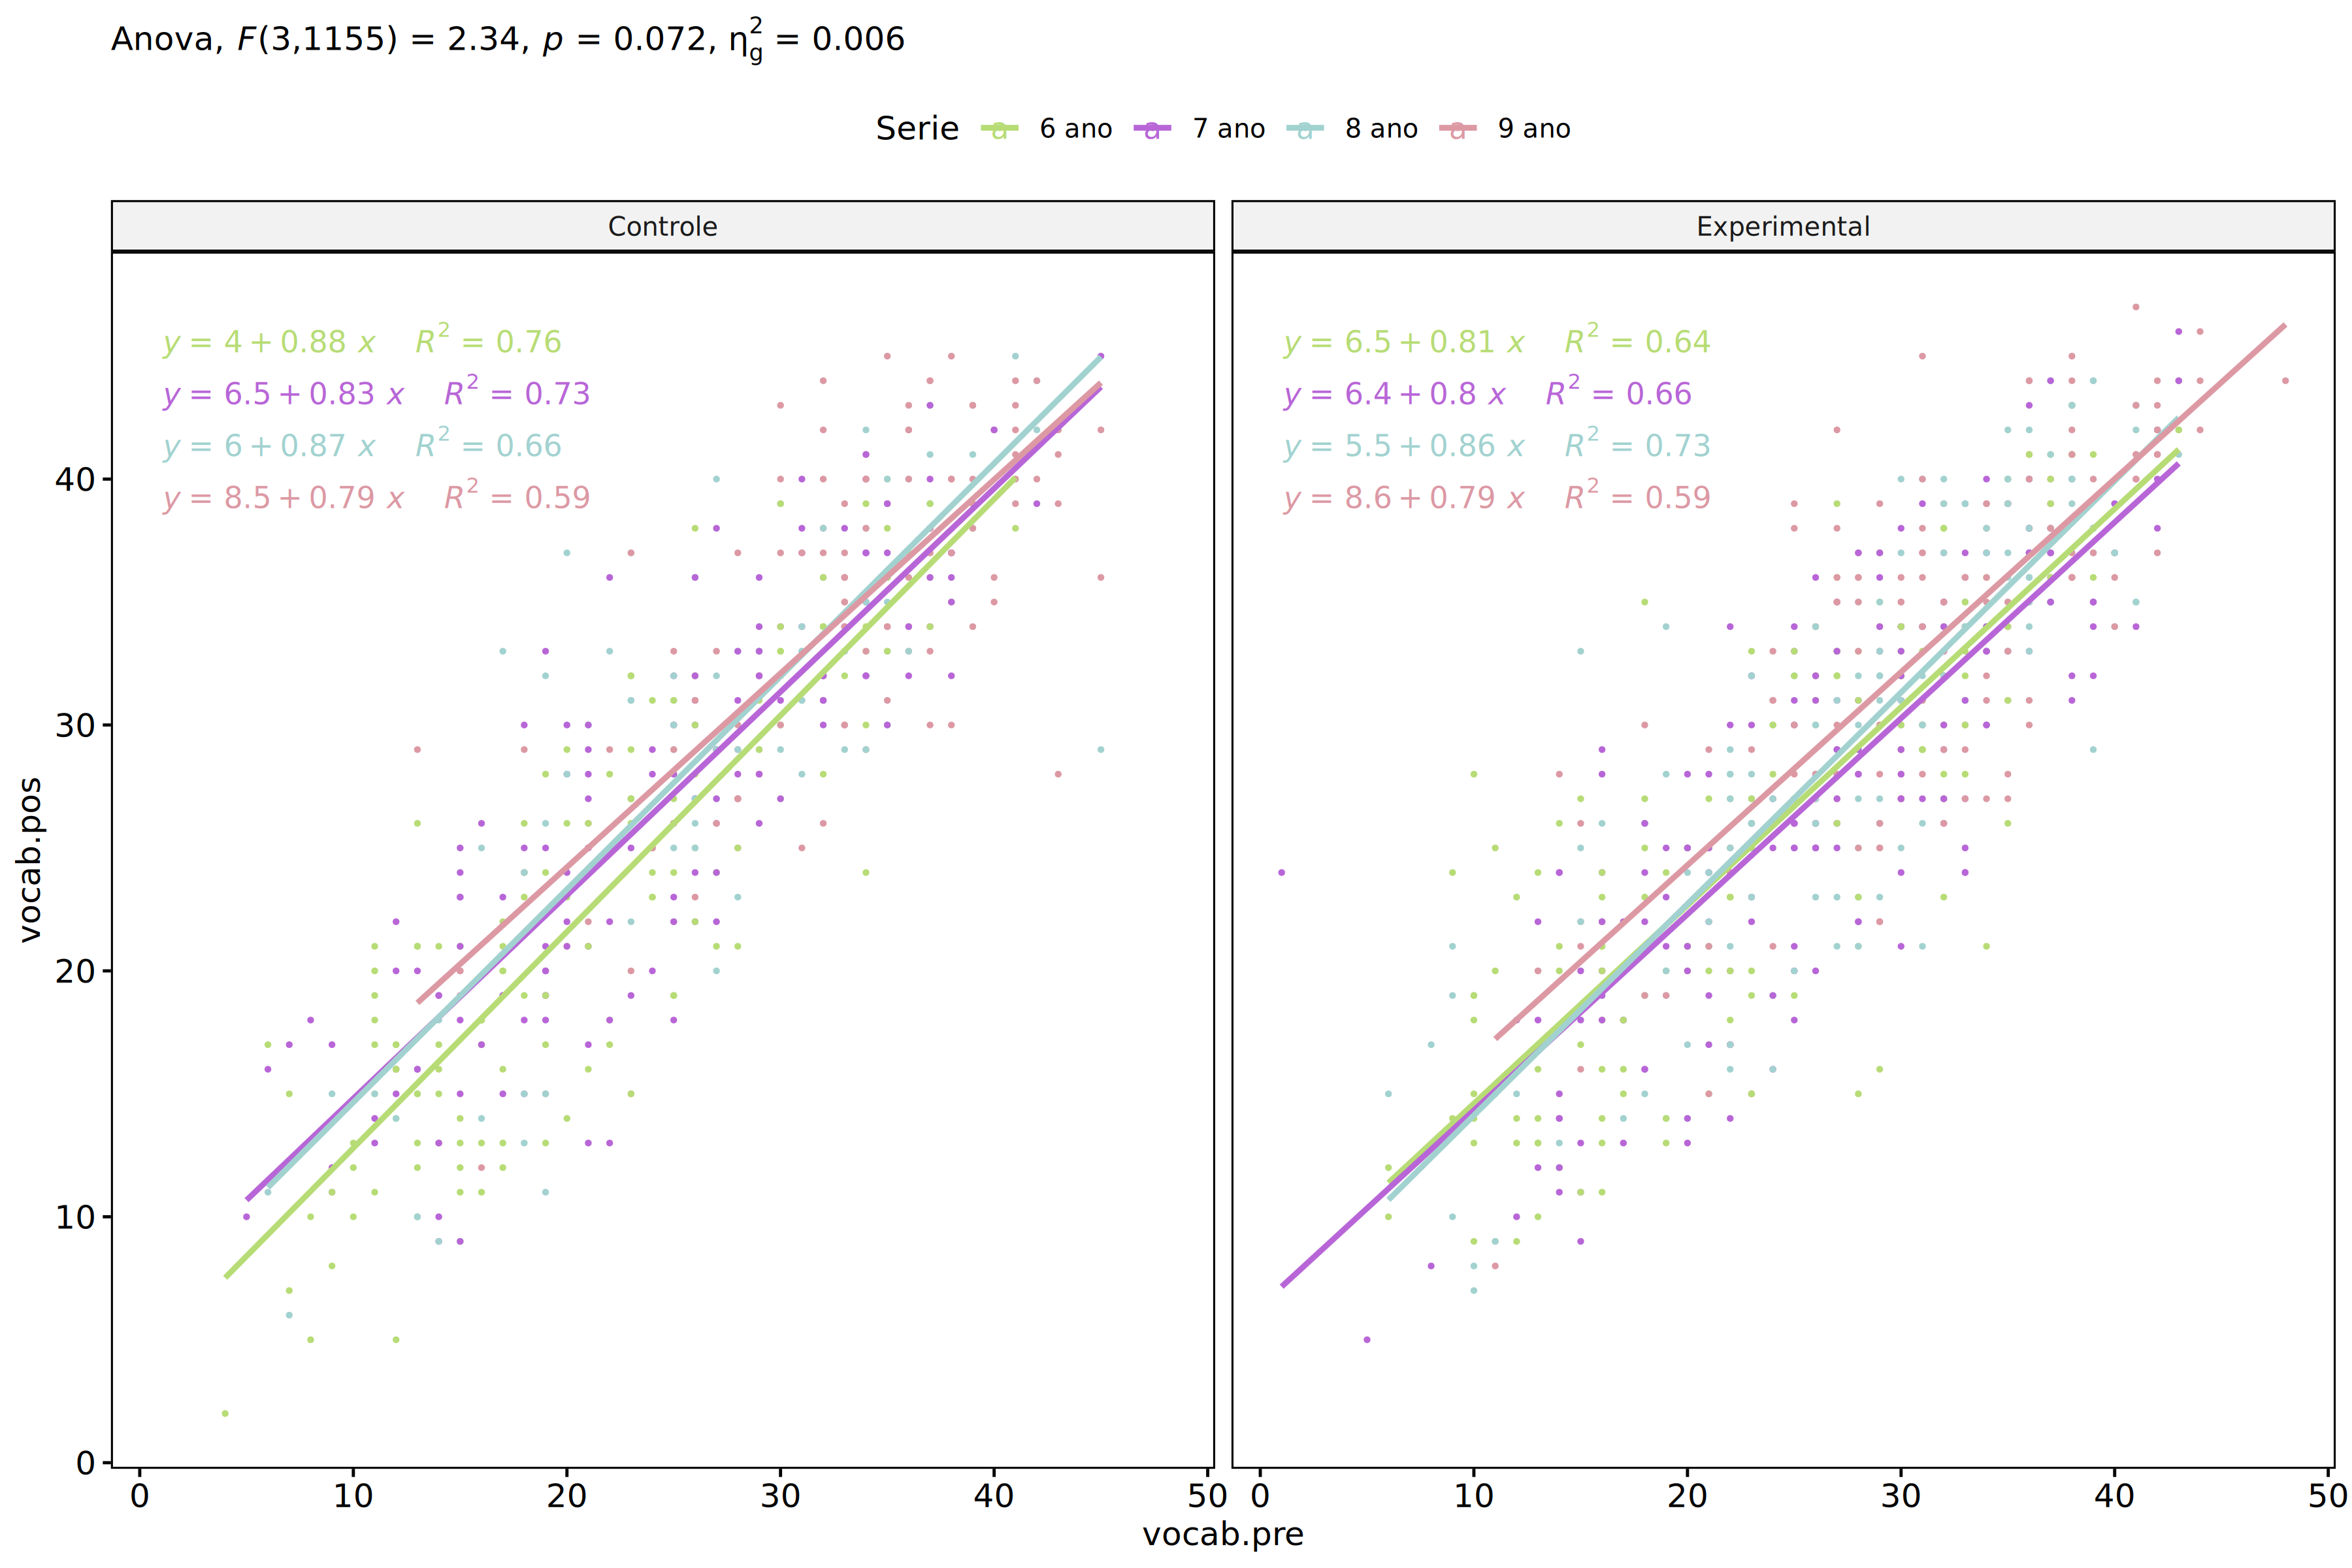 Anova, F(3,1155) = 2.34, p = 0.072, η²g = 0.006
Serie a 6 ano a 7 ano a 8 ano a 9 ano
Controle
Experimental
y = 4 + 0.88 x R² = 0.76
y = 6.5 + 0.83 x R² = 0.73
y = 6 + 0.87 x R² = 0.66
y = 8.5 + 0.79 x R² = 0.59
y = 6.5 + 0.81 x R² = 0.64
y = 6.4 + 0.8 x R² = 0.66
y = 5.5 + 0.86 x R² = 0.73
y = 8.6 + 0.79 x R² = 0.59
vocab.pos
40
30
20
10
0
0 10 20 30 40 50
0 10 20 30 40 50
vocab.pre